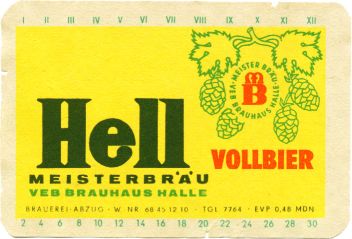 I II III IV V VI VII VIII IX X XI XII
VEB · MEISTER BRÄU · BRAUHAUS HALLE
M B
Hell
VOLLBIER
MEISTERBRÄU
VEB BRAUHAUS HALLE
BRAUEREI-ABZUG · W. NR 68 45 12 10 · TGL 7764 · EVP 0,48 MDN
2 4 6 8 10 12 14 16 18 20 22 24 26 28 30